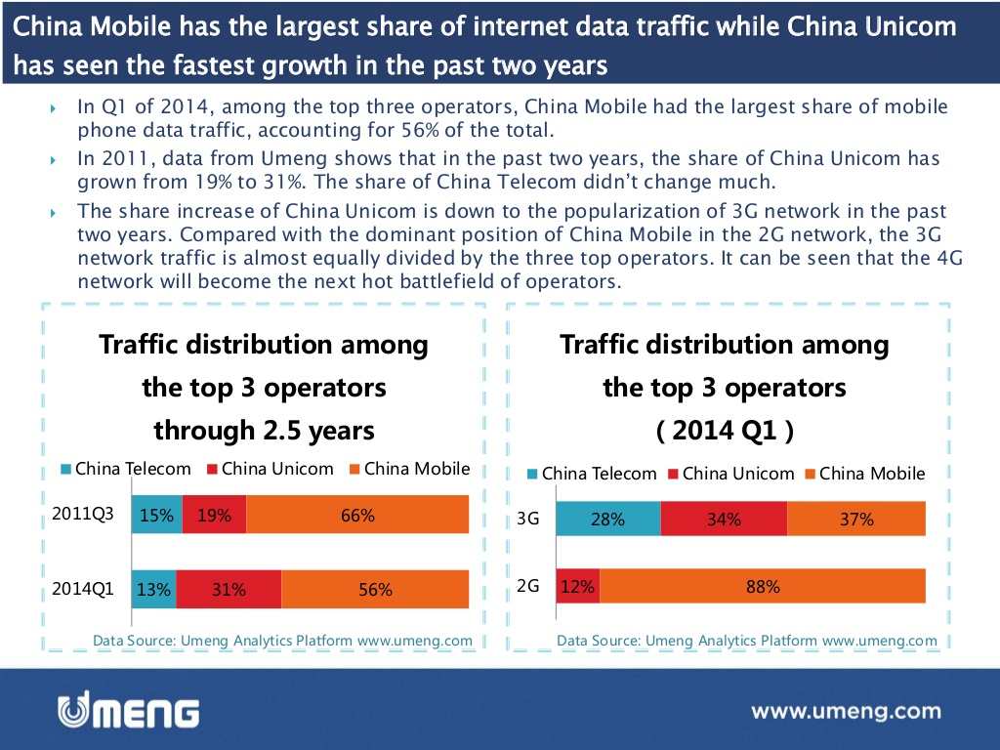 China Mobile has the largest share of internet data traffic while China Unicom
has seen the fastest growth in the past two years
In Q1 of 2014, among the top three operators, China Mobile had the largest share of mobile
phone data traffic, accounting for 56% of the total.
In 2011, data from Umeng shows that in the past two years, the share of China Unicom has
grown from 19% to 31%. The share of China Telecom didn't change much.
The share increase of China Unicom is down to the popularization of 3G network in the past
two years. Compared with the dominant position of China Mobile in the 2G network, the 3G
network traffic is almost equally divided by the three top operators. It can be seen that the 4G
network will become the next hot battlefield of operators.
Traffic distribution among
the top 3 operators
through 2.5 years
China Telecom China Unicom China Mobile
2011Q3 15% 19% 66%
2014Q1 13% 31% 56%
Data Source: Umeng Analytics Platform www.umeng.com
Traffic distribution among
the top 3 operators
( 2014 Q1 )
China Telecom China Unicom China Mobile
3G 28% 34% 37%
2G 12% 88%
Data Source: Umeng Analytics Platform www.umeng.com
UMENG
www.umeng.com